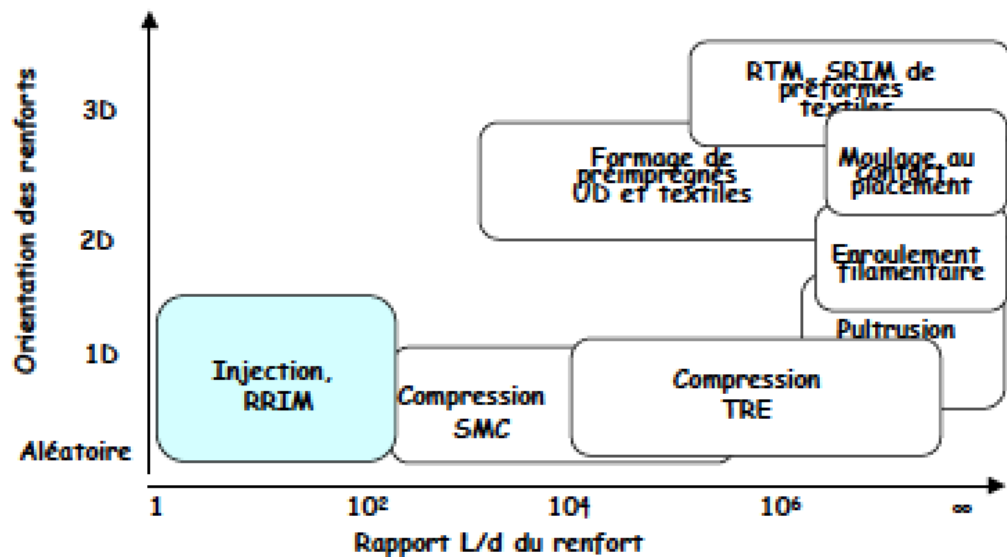 Orientation des renforts
3D
2D
1D
Aléatoire
RTM, SRIM de
préformes
textiles
Formage de
préimprégnés
UD et textiles
Moulage au
contact,
placement
Enroulement
filamentaire
Pultrusion
Injection,
RRIM
Compression
SMC
Compression
TRE
1
10²
10⁴
10⁶
∞
Rapport L/d du renfort